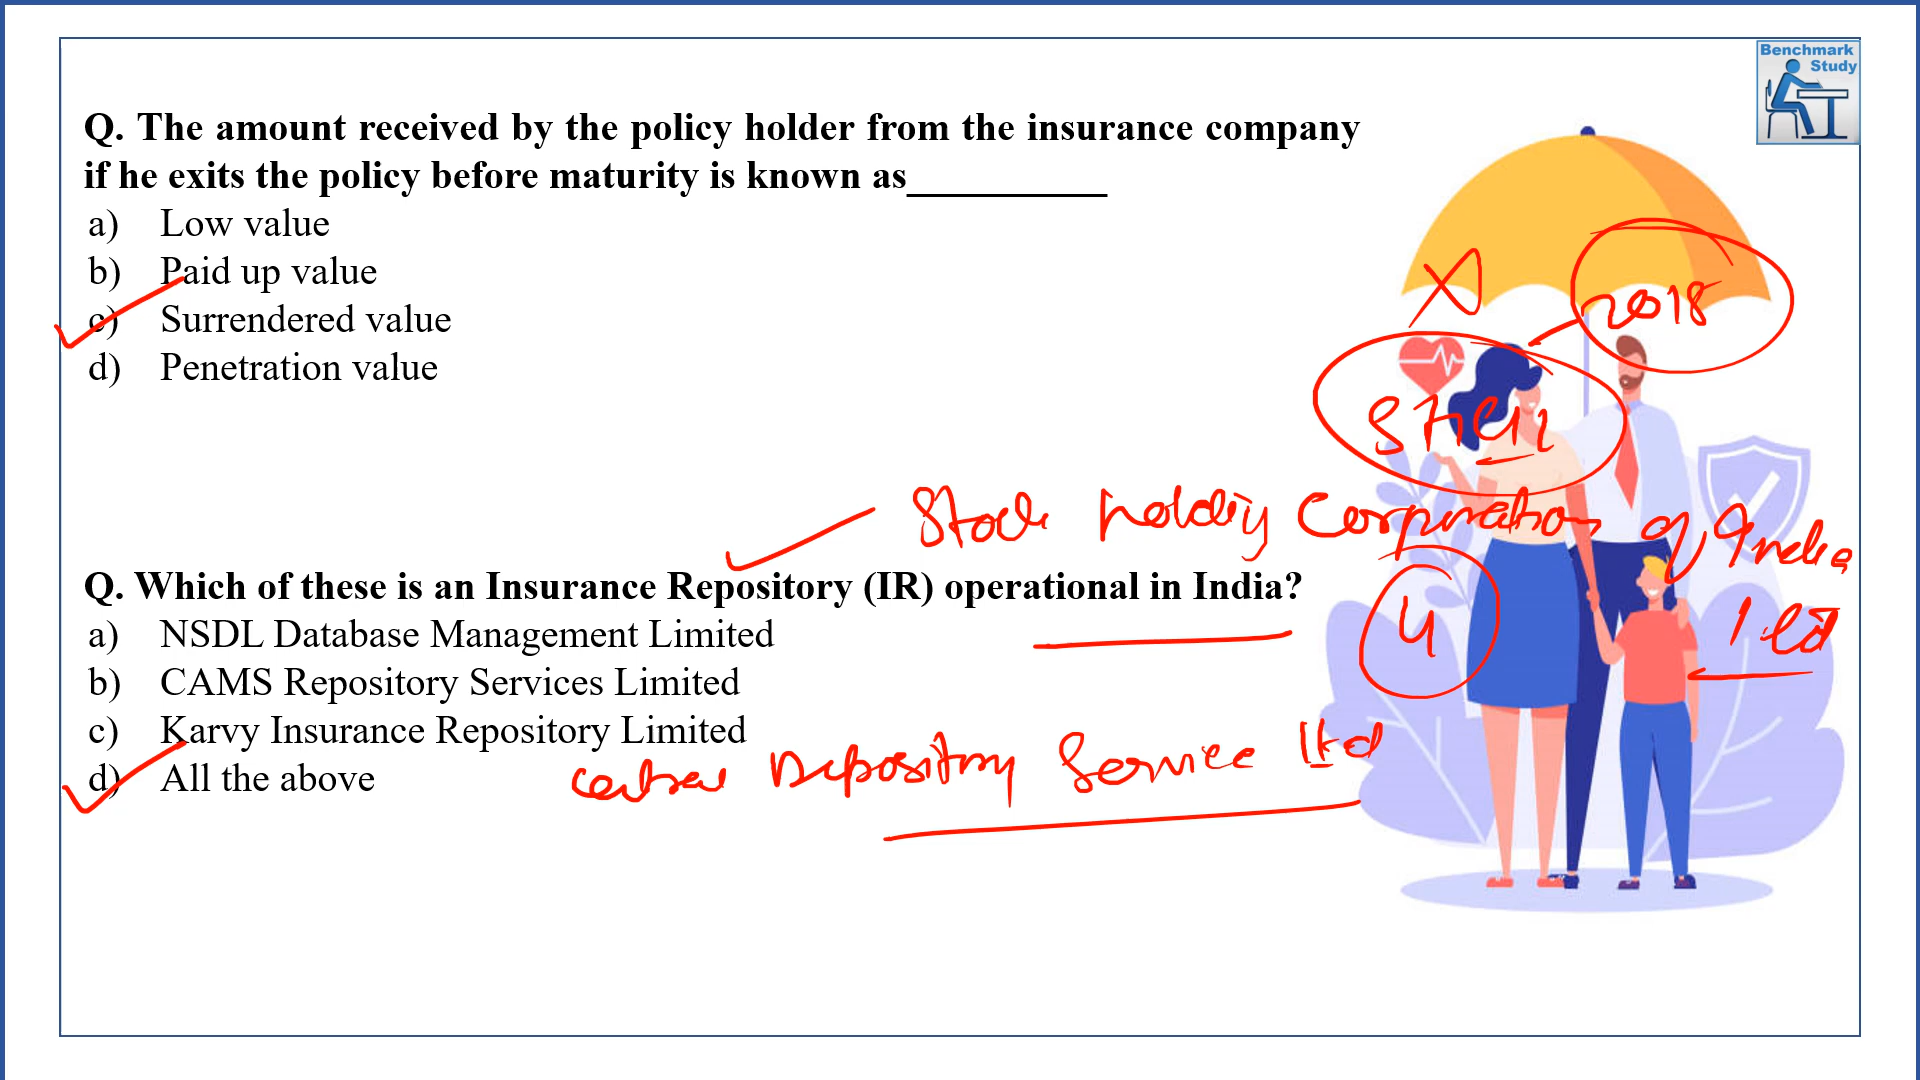 Benchmark
Study
Q. The amount received by the policy holder from the insurance company
if he exits the policy before maturity is known as__________
a) Low value
b) Paid up value
c) Surrendered value
d) Penetration value
2018
SHCIL
Stock holding Corporation of India
Ltd
Q. Which of these is an Insurance Repository (IR) operational in India?
4
a) NSDL Database Management Limited
b) CAMS Repository Services Limited
c) Karvy Insurance Repository Limited
d) All the above
Central Depository Service Ltd